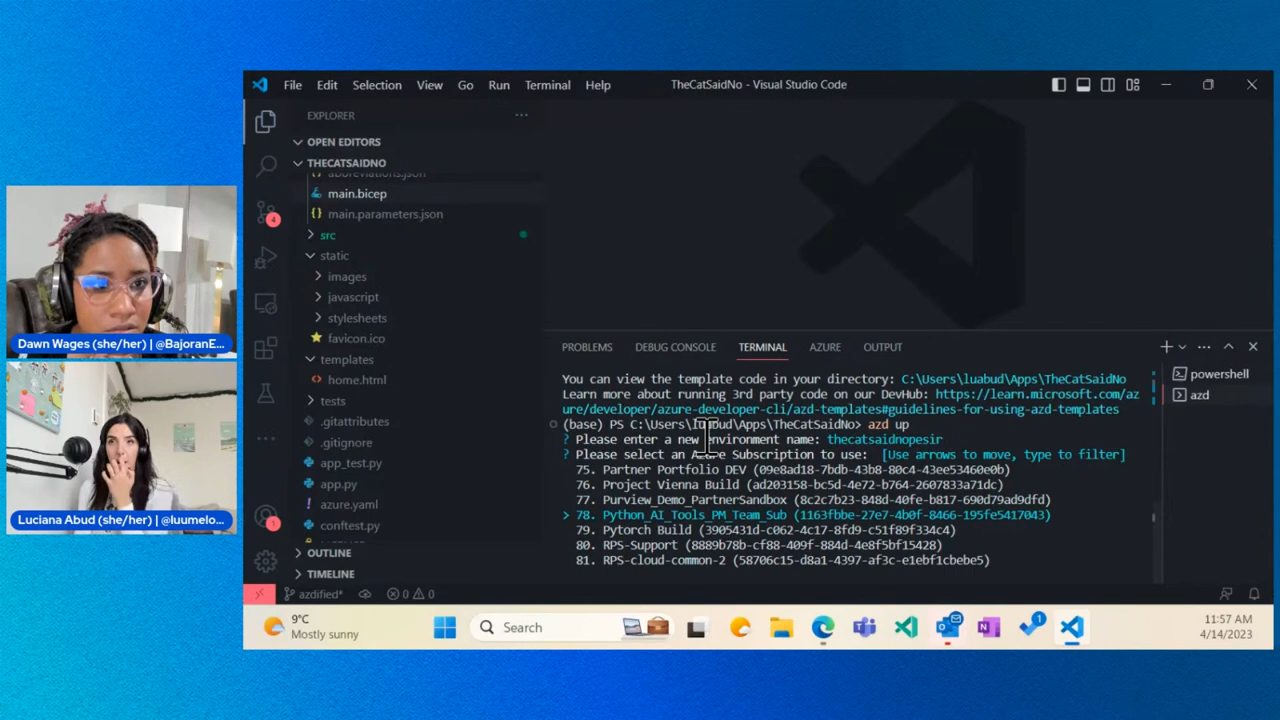 File Edit Selection View Go Run Terminal Help TheCatSaidNo - Visual Studio Code
EXPLORER
OPEN EDITORS
THECATSAIDNO
abbreviations.json
main.bicep
main.parameters.json
src
static
images
javascript
stylesheets
favicon.ico
templates
home.html
tests
.gitattributes
.gitignore
app_test.py
app.py
azure.yaml
conftest.py
OUTLINE
TIMELINE
4
1
PROBLEMS DEBUG CONSOLE TERMINAL AZURE OUTPUT
You can view the template code in your directory: C:\Users\luabud\Apps\TheCatSaidNo
Learn more about running 3rd party code on our DevHub: https://learn.microsoft.com/az
ure/developer/azure-developer-cli/azd-templates#guidelines-for-using-azd-templates
(base) PS C:\Users\luabud\Apps\TheCatSaidNo> azd up
? Please enter a new environment name: thecatsaidnopesir
? Please select an Azure Subscription to use: [Use arrows to move, type to filter]
75. Partner Portfolio DEV (09e8ad18-7bdb-43b8-80c4-43ee53460e0b)
76. Project Vienna Build (ad203158-bc5d-4e72-b764-2607833a71dc)
77. Purview_Demo_PartnerSandbox (8c2c7b23-848d-40fe-b817-690d79ad9dfd)
> 78. Python_AI_Tools_PM_Team_Sub (1163fbbe-27e7-4b0f-8466-195fe5417043)
79. Pytorch Build (3905431d-c062-4c17-8fd9-c51f89f334c4)
80. RPS-Support (8889b78b-cf88-409f-884d-4e8f5bf15428)
81. RPS-cloud-common-2 (58706c15-d8a1-4397-af3c-e1ebf1cbebe5)
powershell
azd
azdified* 0 0
Dawn Wages (she/her) | @BajoranE...
Luciana Abud (she/her) | @luumelo...
9°C
Mostly sunny
Search
1
11:57 AM
4/14/2023